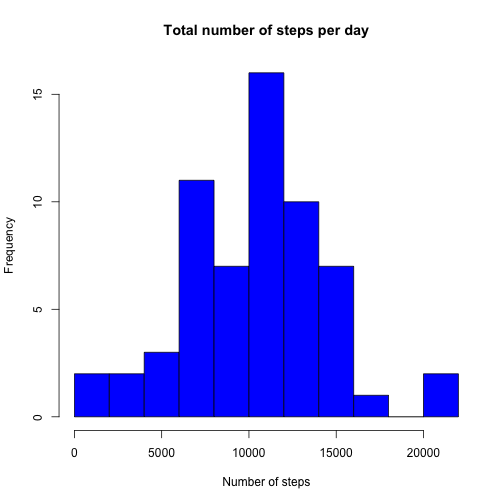 Total number of steps per day
15
10
5
0
Frequency
0 5000 10000 15000 20000
Number of steps